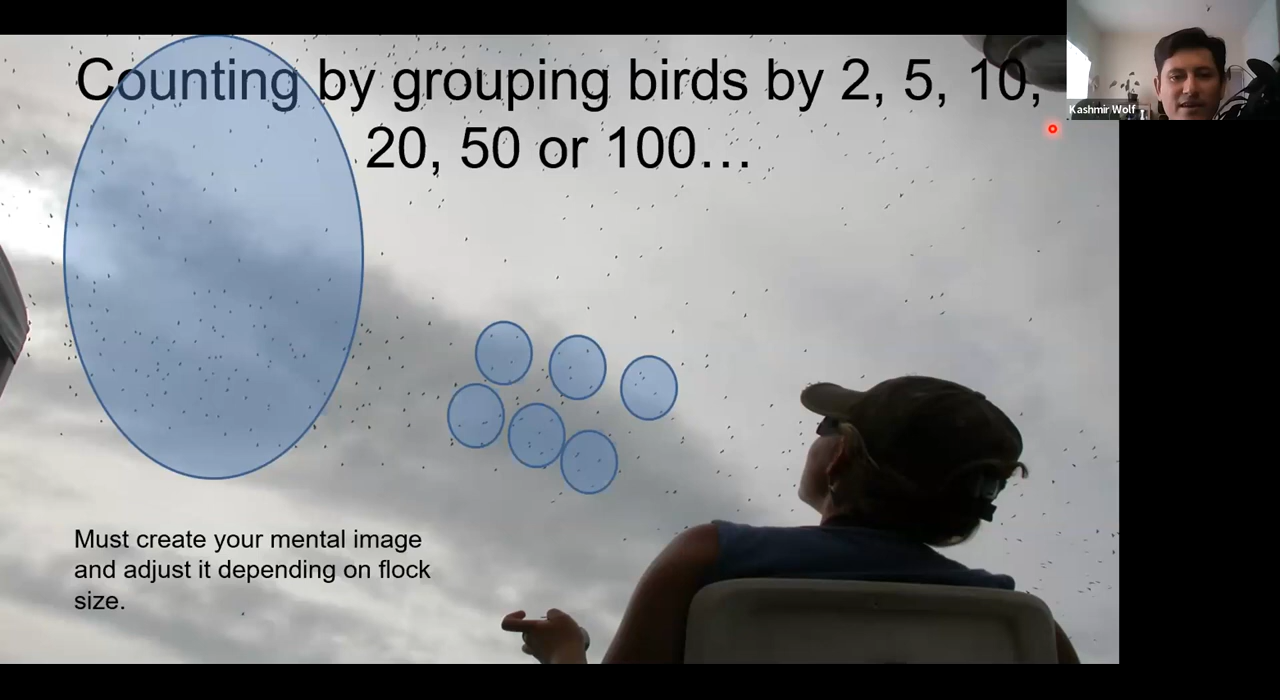 Counting by grouping birds by 2, 5, 10,
20, 50 or 100…
Kashmir Wolf
Must create your mental image
and adjust it depending on flock
size.